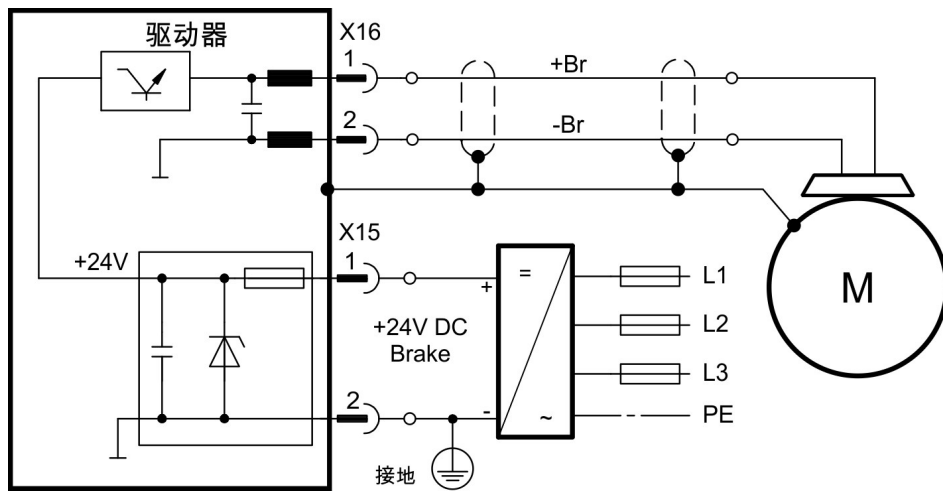 驱动器
X16
1
+Br
2
-Br
X15
+24V
1
+
=
L1
+24V DC
Brake
L2
L3
2
-
~
PE
接地
M